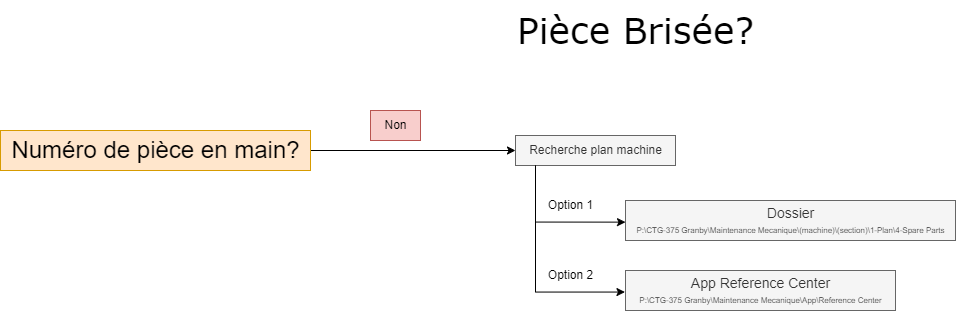 Pièce Brisée?
Non
Numéro de pièce en main?
Recherche plan machine
Option 1
Dossier
P:\CTG-375 Granby\Maintenance Mecanique\(machine)\(section)\1-Plan\4-Spare Parts
Option 2
App Reference Center
P:\CTG-375 Granby\Maintenance Mecanique\App\Reference Center